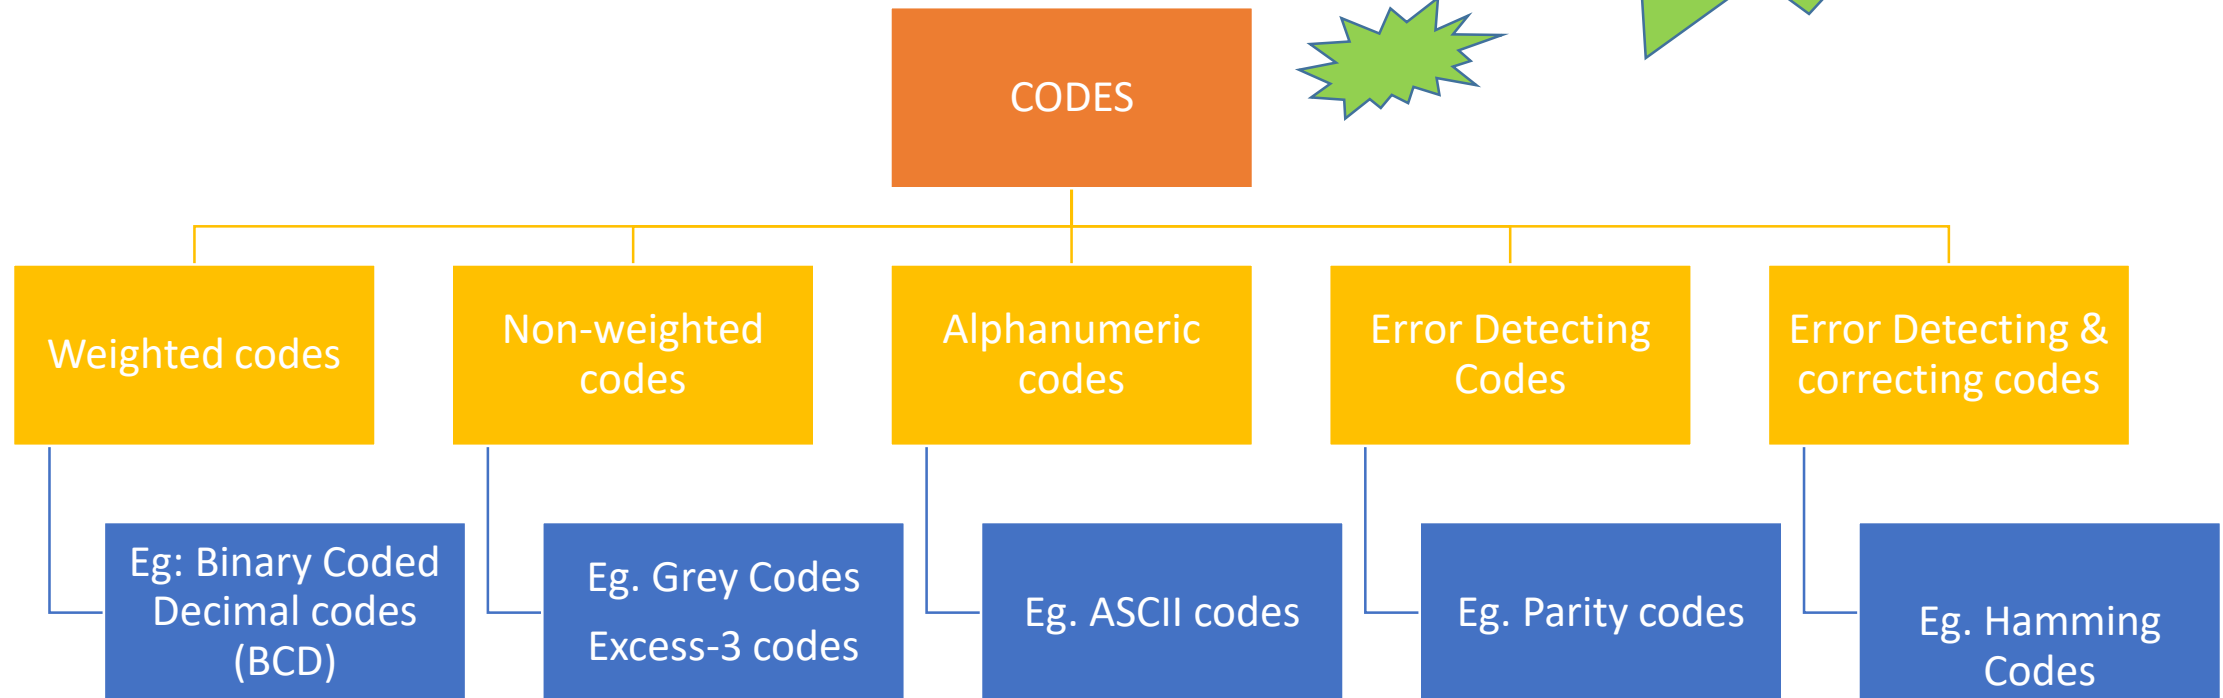 CODES
Weighted codes
Non-weighted
codes
Alphanumeric
codes
Error Detecting
Codes
Error Detecting &
correcting codes
Eg: Binary Coded
Decimal codes
(BCD)
Eg. Grey Codes
Excess-3 codes
Eg. ASCII codes
Eg. Parity codes
Eg. Hamming
Codes